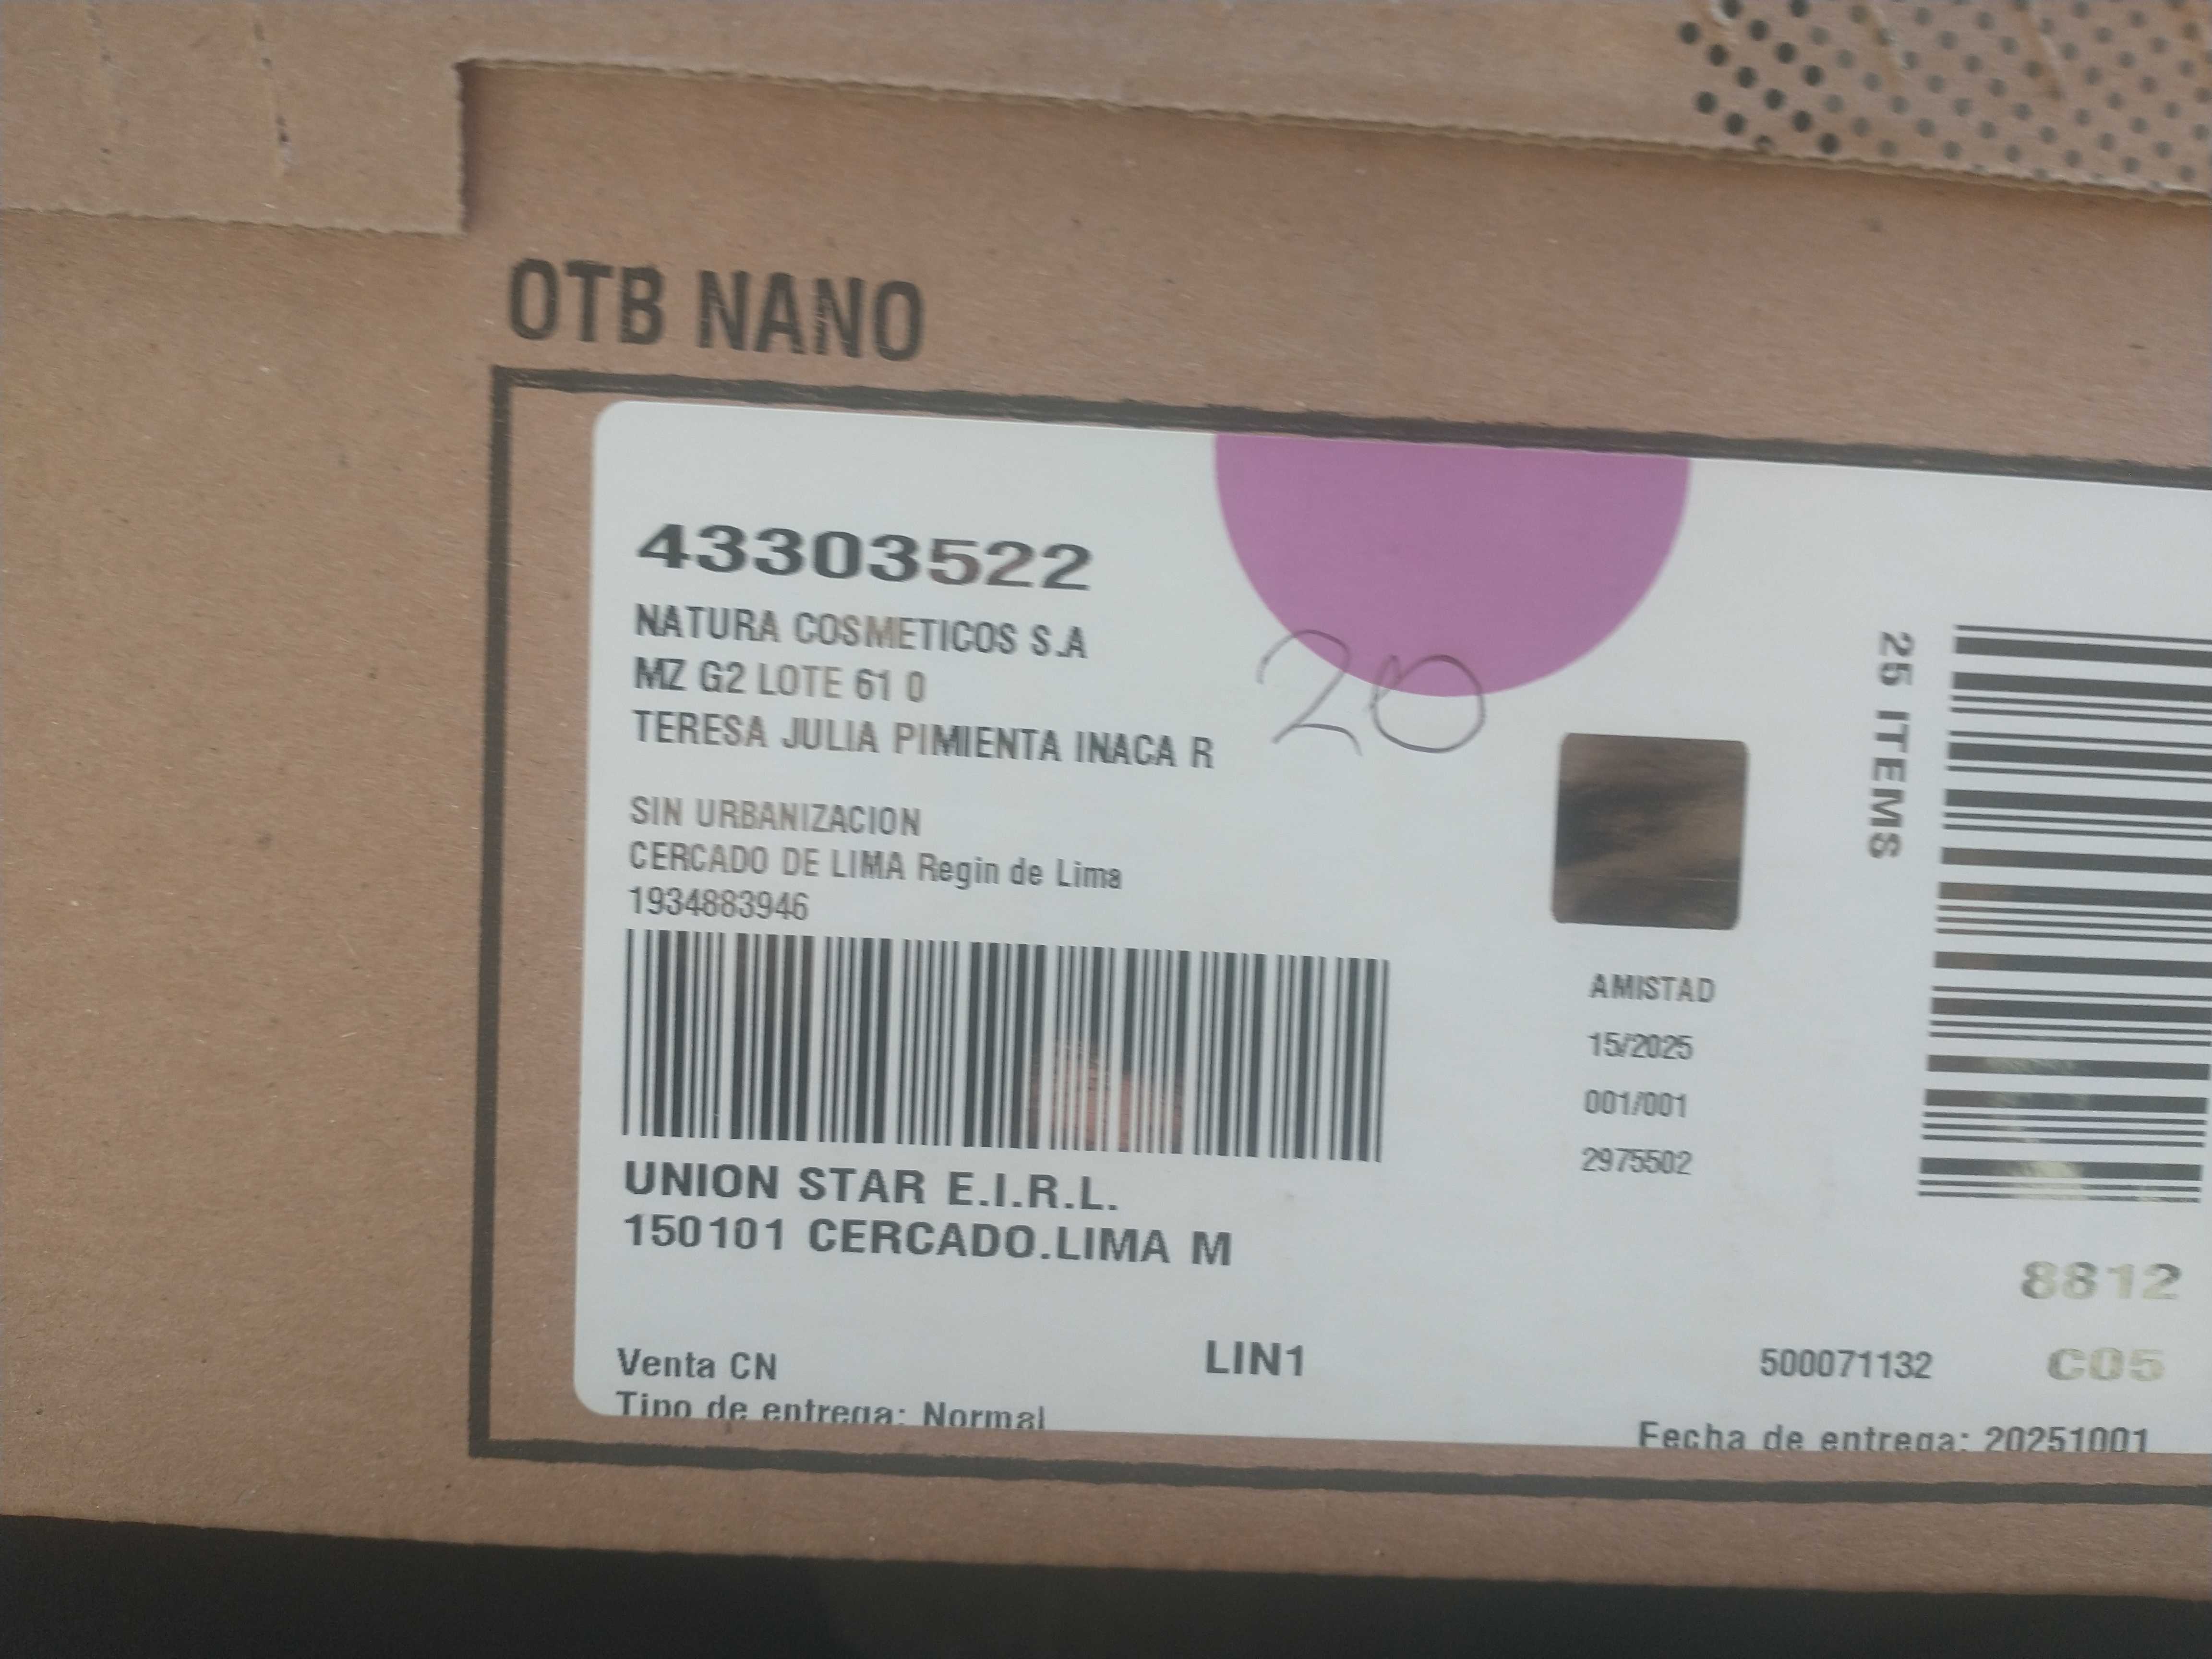 OTB NANO
43303522
NATURA COSMETICOS S.A
MZ G2 LOTE 61 0
TERESA JULIA PIMIENTA INACA R
20
SIN URBANIZACION
CERCADO DE LIMA Regin de Lima
1934883946
UNION STAR E.I.R.L.
150101 CERCADO.LIMA M
AMISTAD
15/2025
001/001
2975502
25 ITEMS
8812
Venta CN
LIN1
500071132
C05
Tipo de entrega: Normal
Fecha de entrega: 20251001